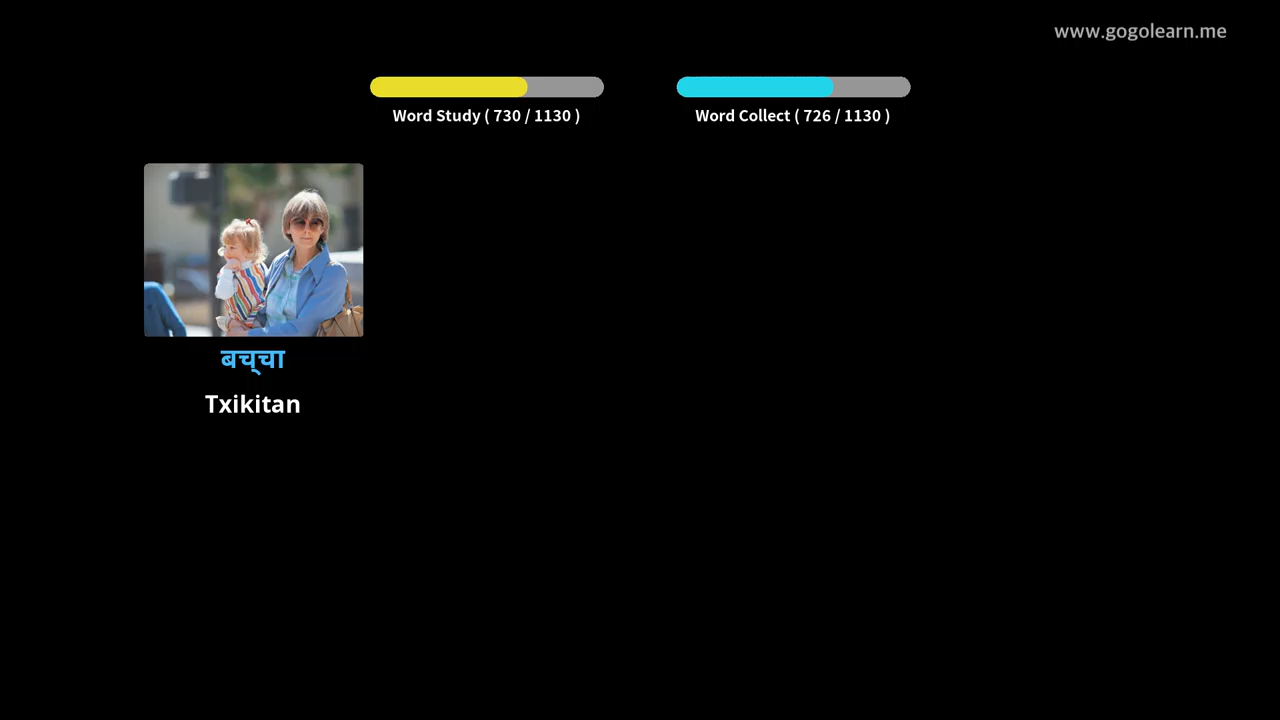 www.gogolearn.me
Word Study ( 730 / 1130 )
Word Collect ( 726 / 1130 )
बच्चा
Txikitan